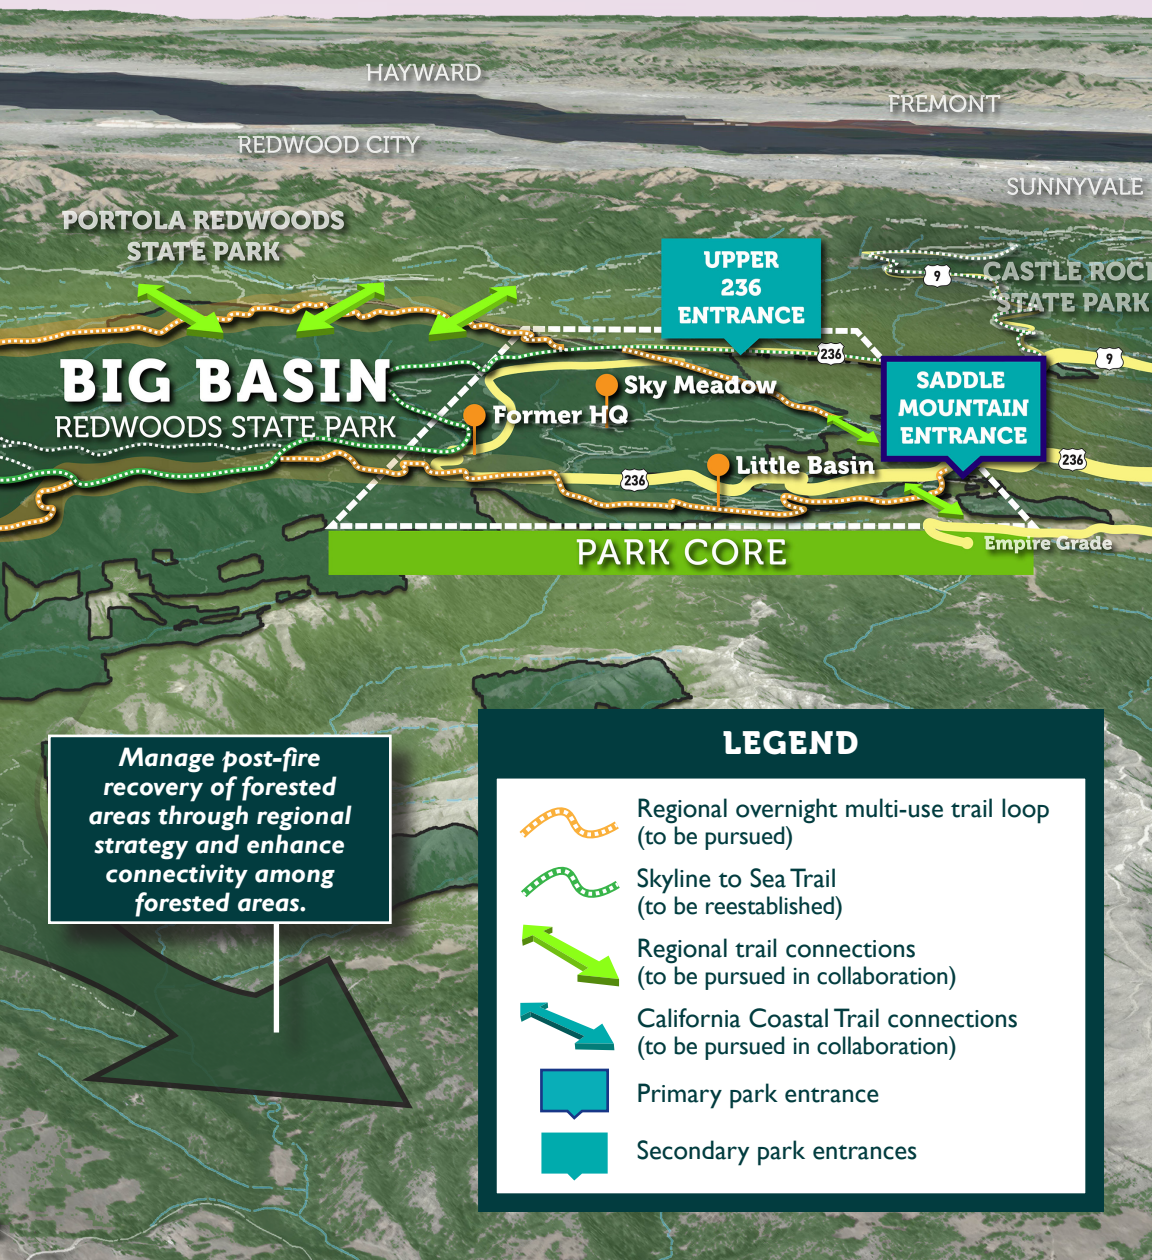 HAYWARD
FREMONT
REDWOOD CITY
SUNNYVALE
PORTOLA REDWOODS
STATE PARK
UPPER
236
ENTRANCE
9
CASTLE ROC
STATE PARK
236
9
BIG BASIN
REDWOODS STATE PARK
Sky Meadow
Former HQ
SADDLE
MOUNTAIN
ENTRANCE
Little Basin
236
236
PARK CORE
Empire Grade
Manage post-fire
recovery of forested
areas through regional
strategy and enhance
connectivity among
forested areas.
LEGEND
Regional overnight multi-use trail loop
(to be pursued)
Skyline to Sea Trail
(to be reestablished)
Regional trail connections
(to be pursued in collaboration)
California Coastal Trail connections
(to be pursued in collaboration)
Primary park entrance
Secondary park entrances